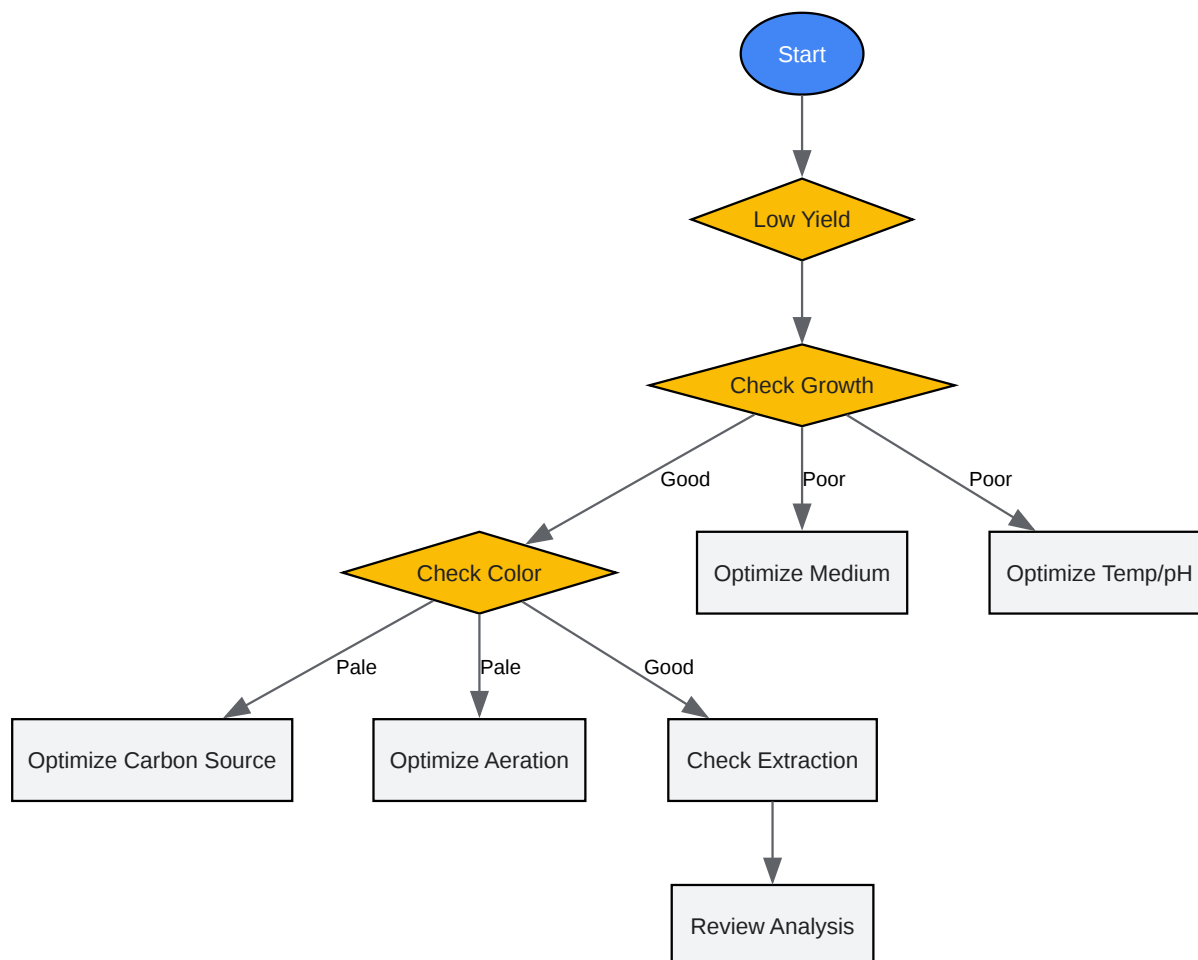 Start
Low Yield
Check Growth
Good
Poor
Poor
Check Color
Optimize Medium
Optimize Temp/pH
Pale
Pale
Good
Optimize Carbon Source
Optimize Aeration
Check Extraction
Review Analysis